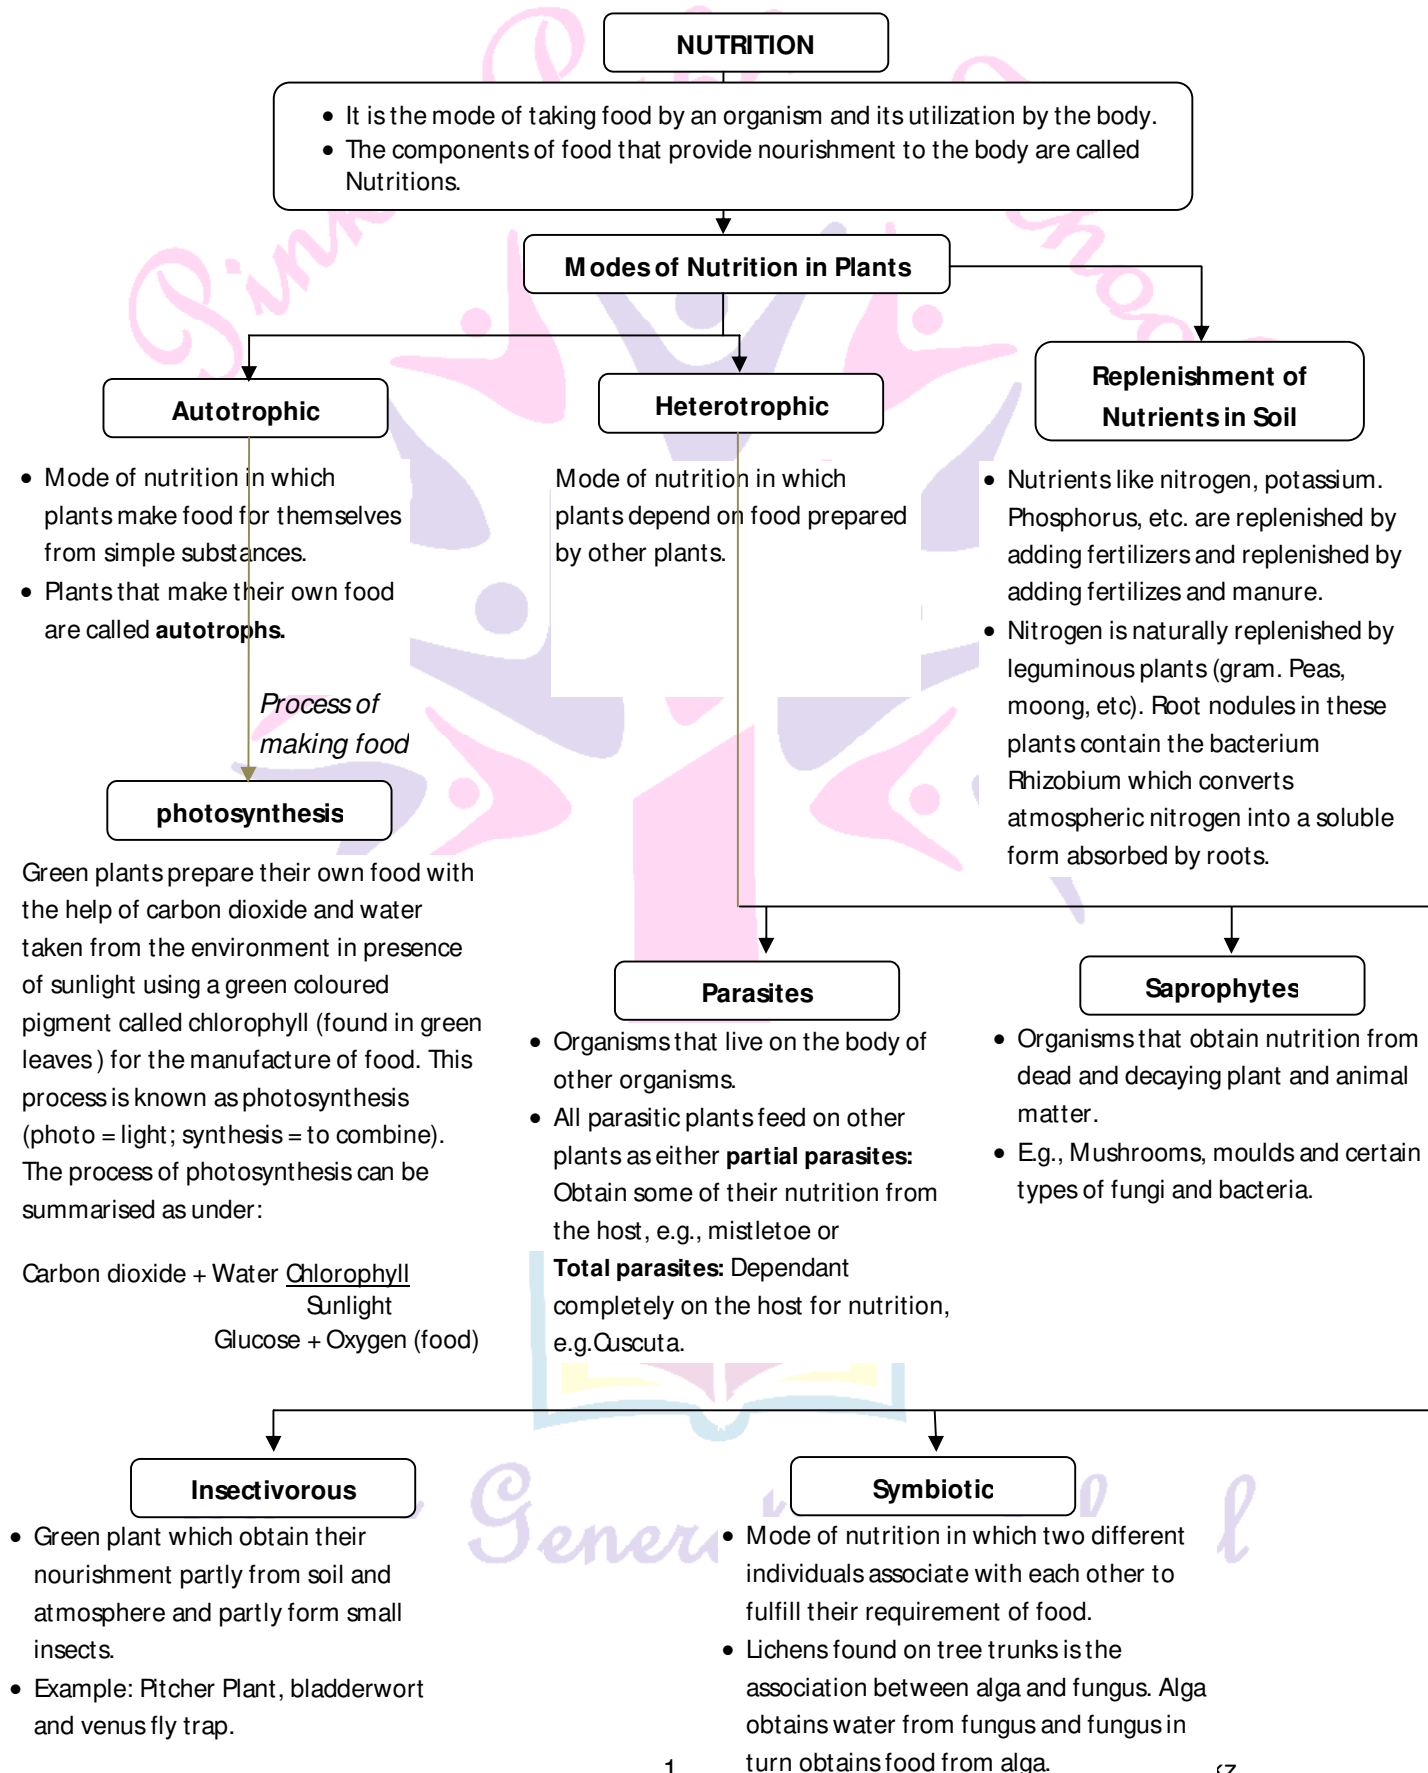 NUTRITION
• It is the mode of taking food by an organism and its utilization by the body.
• The components of food that provide nourishment to the body are called
Nutritions.
Modes of Nutrition in Plants
Autotrophic
• Mode of nutrition in which
plants make food for themselves
from simple substances.
• Plants that make their own food
are called autotrophs.
Process of
making food
photosynthesis
Green plants prepare their own food with
the help of carbon dioxide and water
taken from the environment in presence
of sunlight using a green coloured
pigment called chlorophyll (found in green
leaves ) for the manufacture of food. This
process is known as photosynthesis
(photo = light; synthesis = to combine).
The process of photosynthesis can be
summarised as under:
Carbon dioxide + Water Chlorophyll
Sunlight
Glucose + Oxygen (food)
Heterotrophic
Mode of nutrition in which
plants depend on food prepared
by other plants.
Replenishment of
Nutrients in Soil
• Nutrients like nitrogen, potassium.
Phosphorus, etc. are replenished by
adding fertilizers and replenished by
adding fertilizes and manure.
• Nitrogen is naturally replenished by
leguminous plants (gram. Peas,
moong, etc). Root nodules in these
plants contain the bacterium
Rhizobium which converts
atmospheric nitrogen into a soluble
form absorbed by roots.
Parasites
• Organisms that live on the body of
other organisms.
• All parasitic plants feed on other
plants as either partial parasites:
Obtain some of their nutrition from
the host, e.g., mistletoe or
Total parasites: Dependant
completely on the host for nutrition,
e.g.Cuscuta.
Saprophytes
• Organisms that obtain nutrition from
dead and decaying plant and animal
matter.
• E.g., Mushrooms, moulds and certain
types of fungi and bacteria.
Insectivorous
• Green plant which obtain their
nourishment partly from soil and
atmosphere and partly form small
insects.
• Example: Pitcher Plant, bladderwort
and venus fly trap.
Symbiotic
• Mode of nutrition in which two different
individuals associate with each other to
fulfill their requirement of food.
• Lichens found on tree trunks is the
association between alga and fungus. Alga
obtains water from fungus and fungus in
turn obtains food from alga.
1